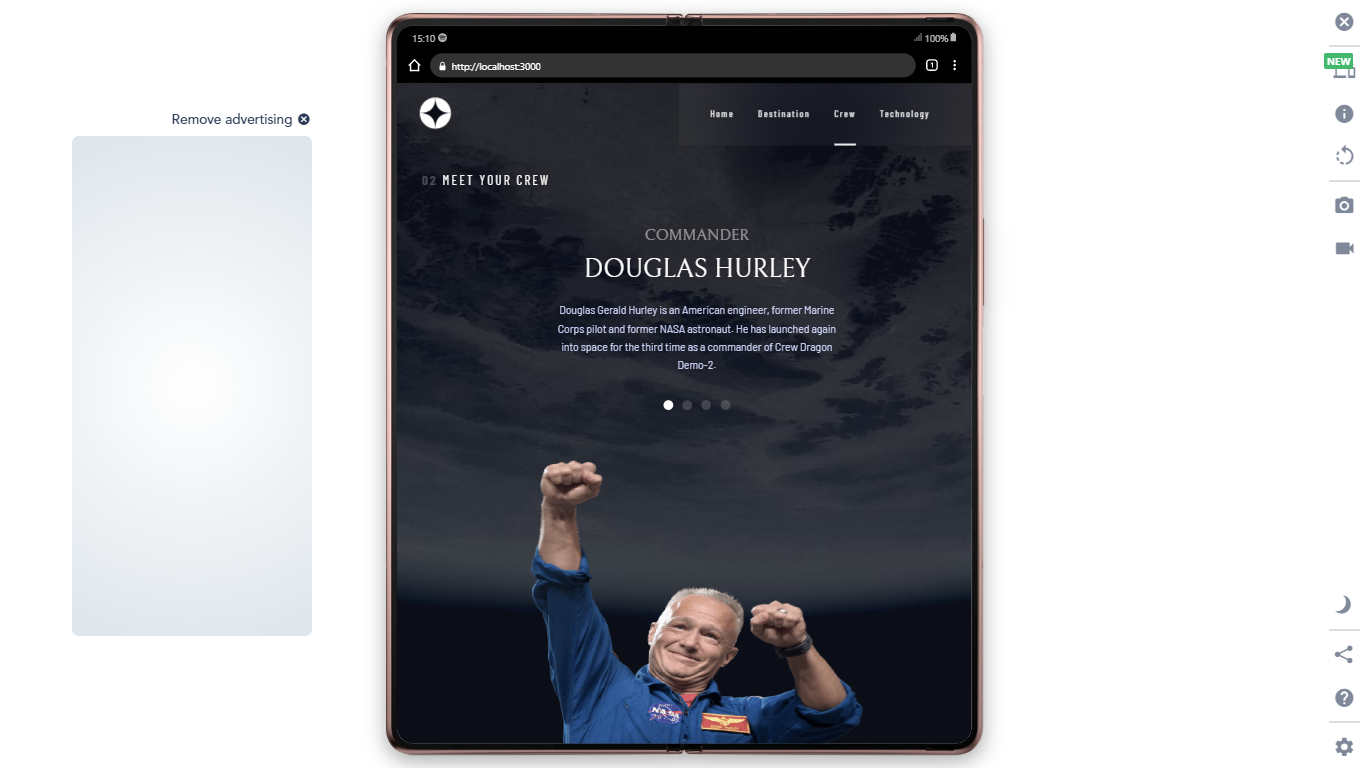 15:10
100%
http://localhost:3000
1
NEW
Remove advertising
Home Destination Crew Technology
02 MEET YOUR CREW
COMMANDER
DOUGLAS HURLEY
Douglas Gerald Hurley is an American engineer, former Marine
Corps pilot and former NASA astronaut. He has launched again
into space for the third time as a commander of Crew Dragon
Demo-2.
NASA